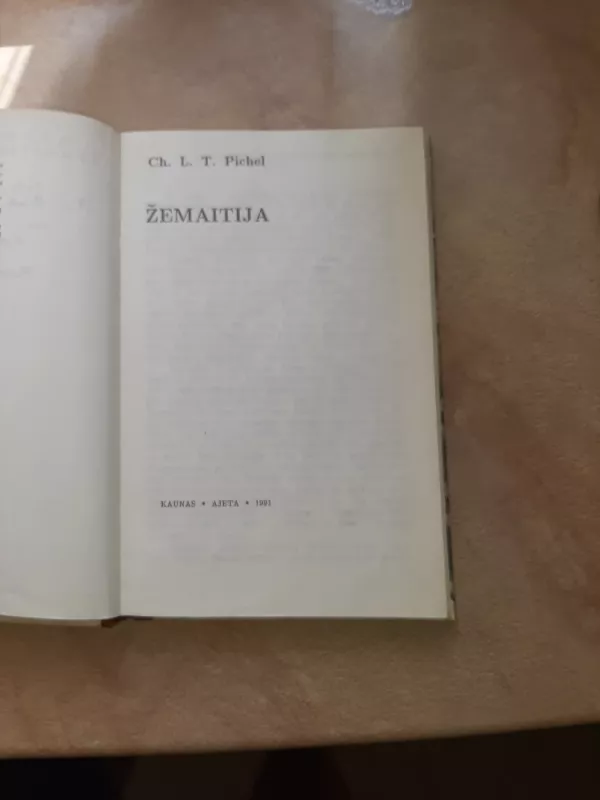 Ch. L. T. Pichel
ŽEMAITIJA
KAUNAS • AJETA • 1991